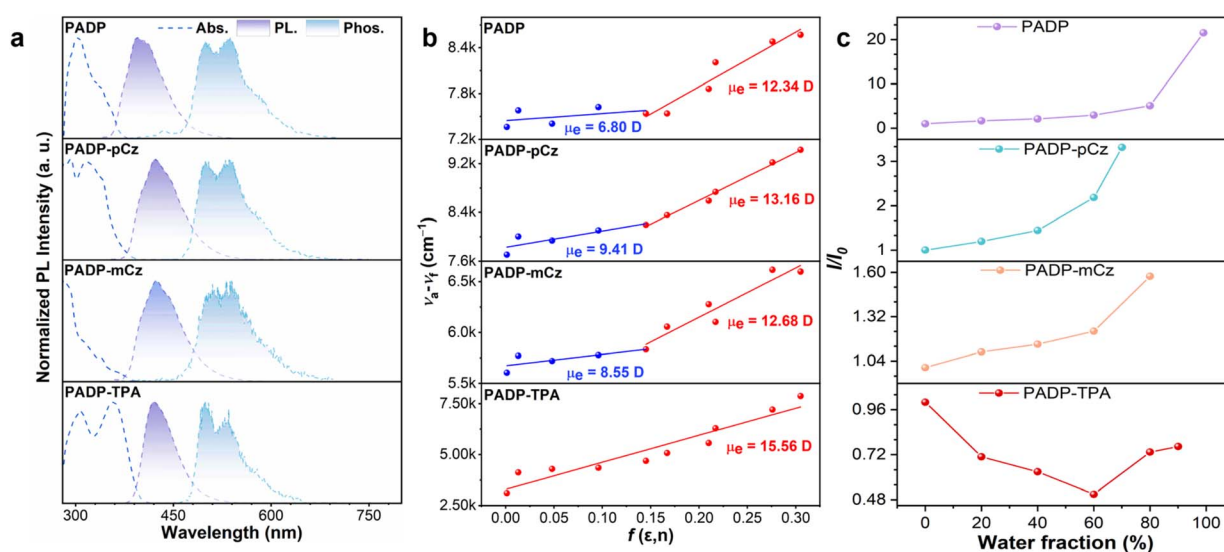 a
PADP
Abs.
PL.
Phos.
PADP-pCz
PADP-mCz
PADP-TPA
Normalized PL Intensity (a. u.)
300
450
600
750
Wavelength (nm)
b
PADP
8.4k
7.8k
7.2k
μe = 12.34 D
μe = 6.80 D
PADP-pCz
9.2k
8.4k
7.6k
μe = 13.16 D
μe = 9.41 D
PADP-mCz
6.5k
6.0k
5.5k
μe = 12.68 D
μe = 8.55 D
PADP-TPA
7.50k
5.00k
2.50k
μe = 15.56 D
νa-νf (cm⁻¹)
0.00
0.05
0.10
0.15
0.20
0.25
0.30
f (ε,n)
c
PADP
20
10
0
PADP-pCz
3
2
1
PADP-mCz
1.60
1.32
1.04
PADP-TPA
0.96
0.72
0.48
I/I0
0
20
40
60
80
100
Water fraction (%)